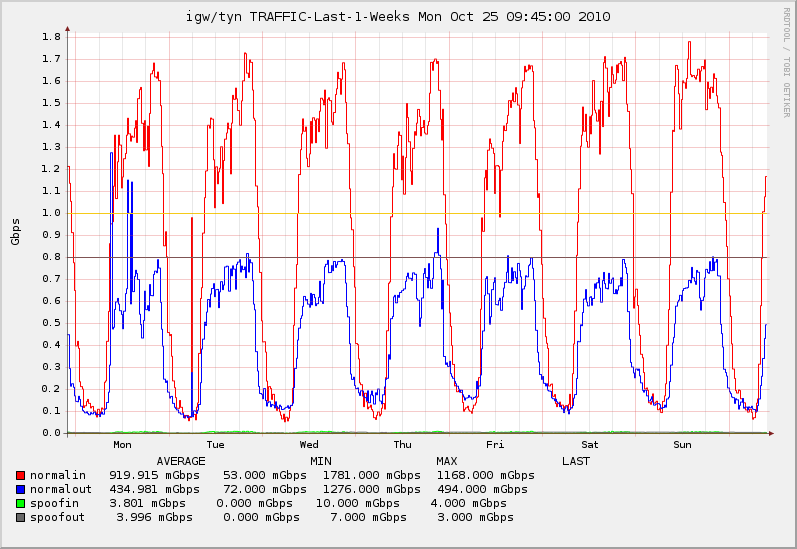 igw/tyn TRAFFIC-Last-1-Weeks Mon Oct 25 09:45:00 2010
RRDTOOL / TOBI OETIKER
Gbps
1.8
1.7
1.6
1.5
1.4
1.3
1.2
1.1
1.0
0.9
0.8
0.7
0.6
0.5
0.4
0.3
0.2
0.1
0.0
Mon Tue Wed Thu Fri Sat Sun
AVERAGE MIN MAX LAST
normalin 919.915 mGbps 53.000 mGbps 1781.000 mGbps 1168.000 mGbps
normalout 434.981 mGbps 72.000 mGbps 1276.000 mGbps 494.000 mGbps
spoofin 3.801 mGbps 0.000 mGbps 10.000 mGbps 4.000 mGbps
spoofout 3.996 mGbps 0.000 mGbps 7.000 mGbps 3.000 mGbps